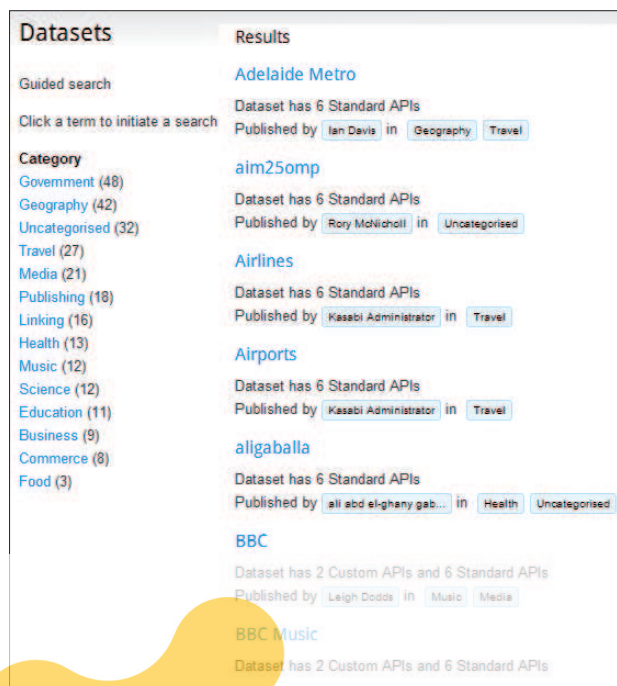 Datasets
Guided search
Click a term to initiate a search
Category
Government (48)
Geography (42)
Uncategorised (32)
Travel (27)
Media (21)
Publishing (18)
Linking (16)
Health (13)
Music (12)
Science (12)
Education (11)
Business (9)
Commerce (8)
Food (3)
Results
Adelaide Metro
Dataset has 6 Standard APIs
Published by Ian Davis in Geography Travel
aim25omp
Dataset has 6 Standard APIs
Published by Rory McNicholl in Uncategorised
Airlines
Dataset has 6 Standard APIs
Published by Kasabi Administrator in Travel
Airports
Dataset has 6 Standard APIs
Published by Kasabi Administrator in Travel
aligaballa
Dataset has 6 Standard APIs
Published by ali abd el-ghany gab... in Health Uncategorised
BBC
Dataset has 2 Custom APIs and 6 Standard APIs
Published by Leigh Dodds in Music Media
BBC Music
Dataset has 2 Custom APIs and 6 Standard APIs